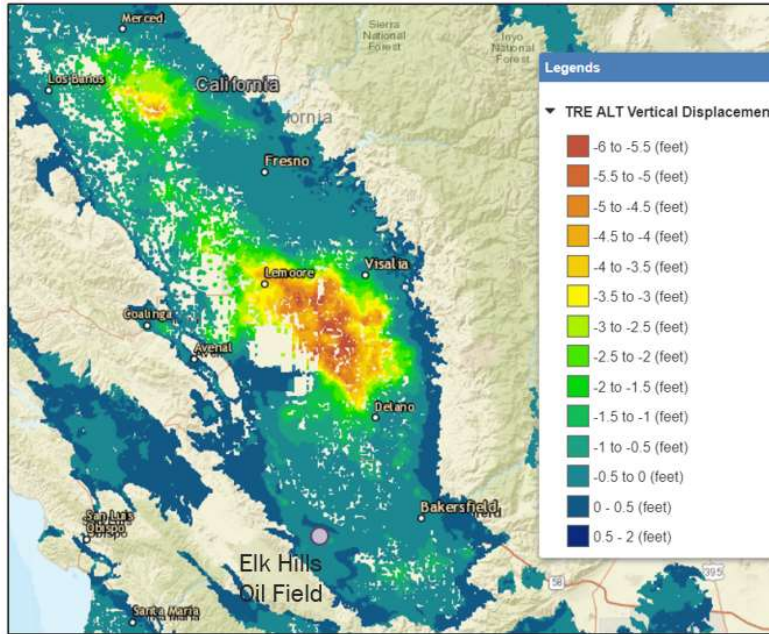 Merced
Sierra
National
Forest
Inyo
National
Forest
Los Banos
California
ifornia
Fresno
Visalia
Lemoore
Coalinga
Avenal
Delano
Bakersfield
San Luis
Obispo
Elk Hills
Oil Field
Santa Maria
58
395
Legends
TRE ALT Vertical Displacemen
-6 to -5.5 (feet)
-5.5 to -5 (feet)
-5 to -4.5 (feet)
-4.5 to -4 (feet)
-4 to -3.5 (feet)
-3.5 to -3 (feet)
-3 to -2.5 (feet)
-2.5 to -2 (feet)
-2 to -1.5 (feet)
-1.5 to -1 (feet)
-1 to -0.5 (feet)
-0.5 to 0 (feet)
0 - 0.5 (feet)
0.5 - 2 (feet)